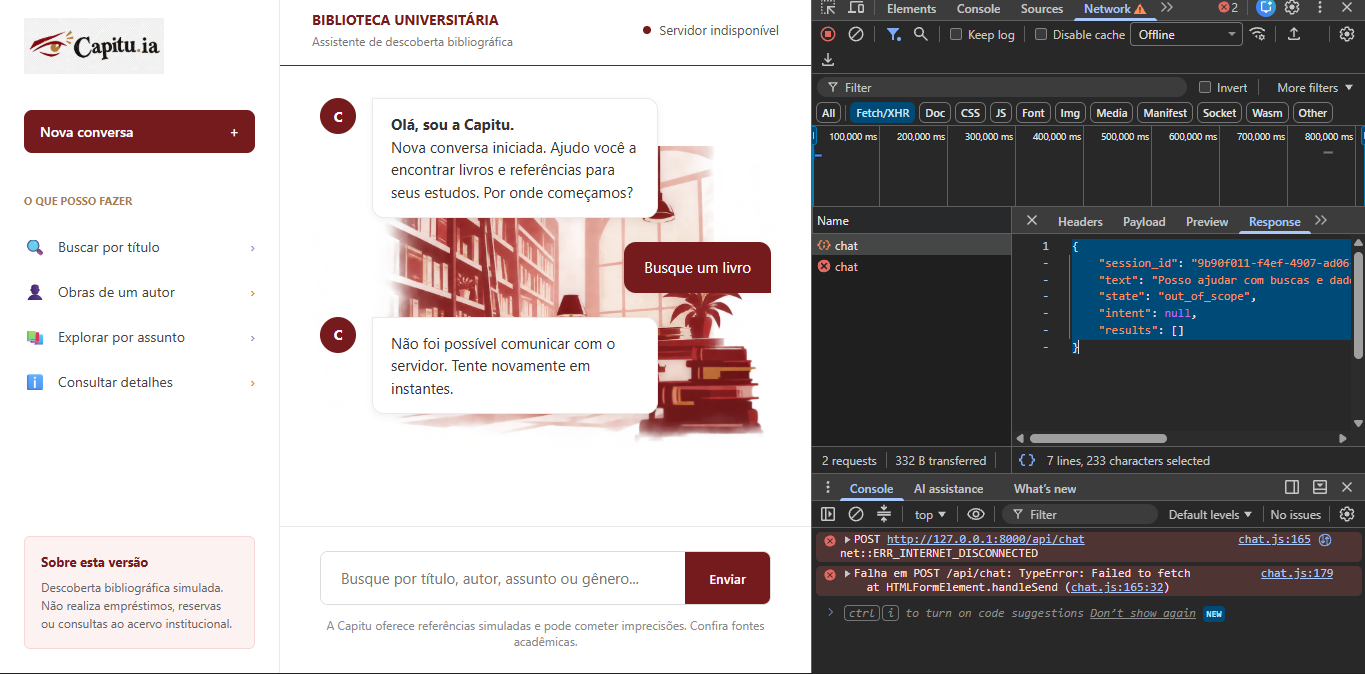 Capitu.ia
Nova conversa +
O QUE POSSO FAZER
Buscar por título ›
Obras de um autor ›
Explorar por assunto ›
Consultar detalhes ›
Sobre esta versão
Descoberta bibliográfica simulada.
Não realiza empréstimos, reservas
ou consultas ao acervo institucional.
BIBLIOTECA UNIVERSITÁRIA
Assistente de descoberta bibliográfica
Servidor indisponível
C
Olá, sou a Capitu.
Nova conversa iniciada. Ajudo você a
encontrar livros e referências para
seus estudos. Por onde começamos?
Busque um livro
C
Não foi possível comunicar com o
servidor. Tente novamente em
instantes.
Busque por título, autor, assunto ou gênero...
Enviar
A Capitu oferece referências simuladas e pode cometer imprecisões. Confira fontes
acadêmicas.
Elements Console Sources Network 2
Keep log Disable cache Offline
Filter Invert More filters
All Fetch/XHR Doc CSS JS Font Img Media Manifest Socket Wasm Other
100,000 ms 200,000 ms 300,000 ms 400,000 ms 500,000 ms 600,000 ms 700,000 ms 800,000 ms
Name
chat
chat
Headers Payload Preview Response
1 {
- "session_id": "9b90f011-f4ef-4907-ad06-
- "text": "Posso ajudar com buscas e dado
- "state": "out_of_scope",
- "intent": null,
- "results": []
- }
2 requests 332 B transferred
{} 7 lines, 233 characters selected
Console AI assistance What's new
top Filter Default levels No issues
POST http://127.0.0.1:8000/api/chat chat.js:165
net::ERR_INTERNET_DISCONNECTED
Falha em POST /api/chat: TypeError: Failed to fetch chat.js:179
at HTMLFormElement.handleSend (chat.js:165:32)
ctrl i to turn on code suggestions Don't show again NEW